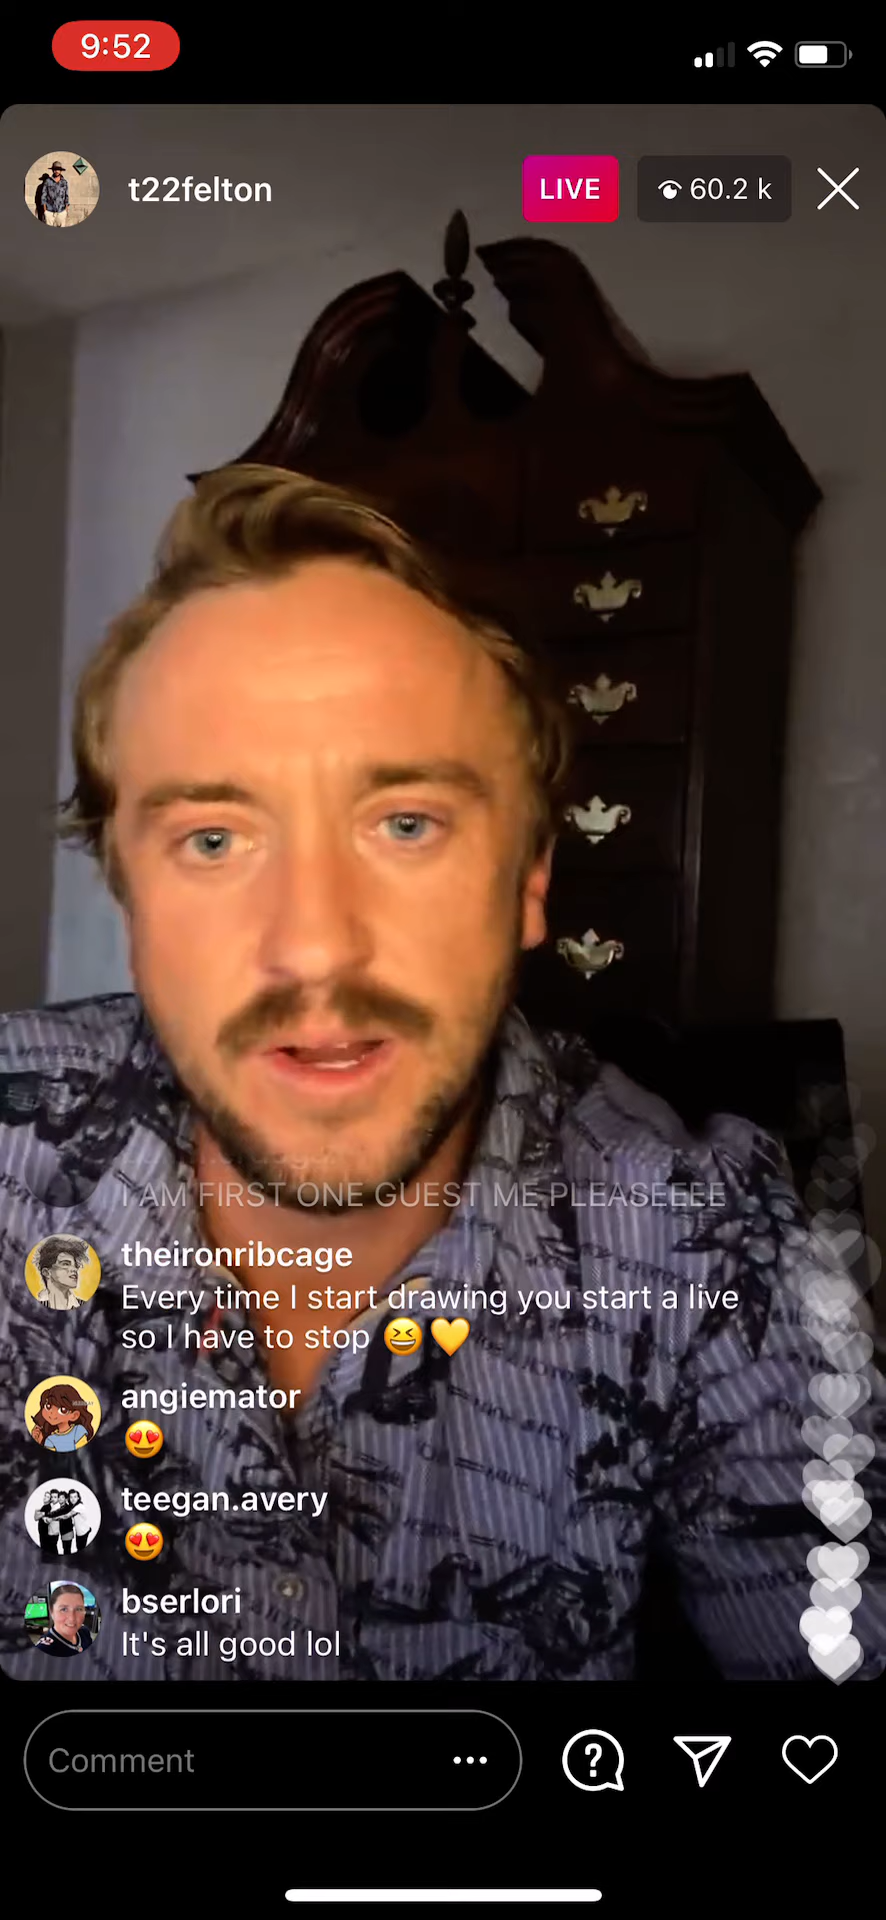 9:52
t22felton
LIVE
60.2 k
I AM FIRST ONE GUEST ME PLEASEEEE
theironribcage
Every time I start drawing you start a live
so I have to stop 😆💛
angiemator
😍
teegan.avery
😍
bserlori
It's all good lol
Comment